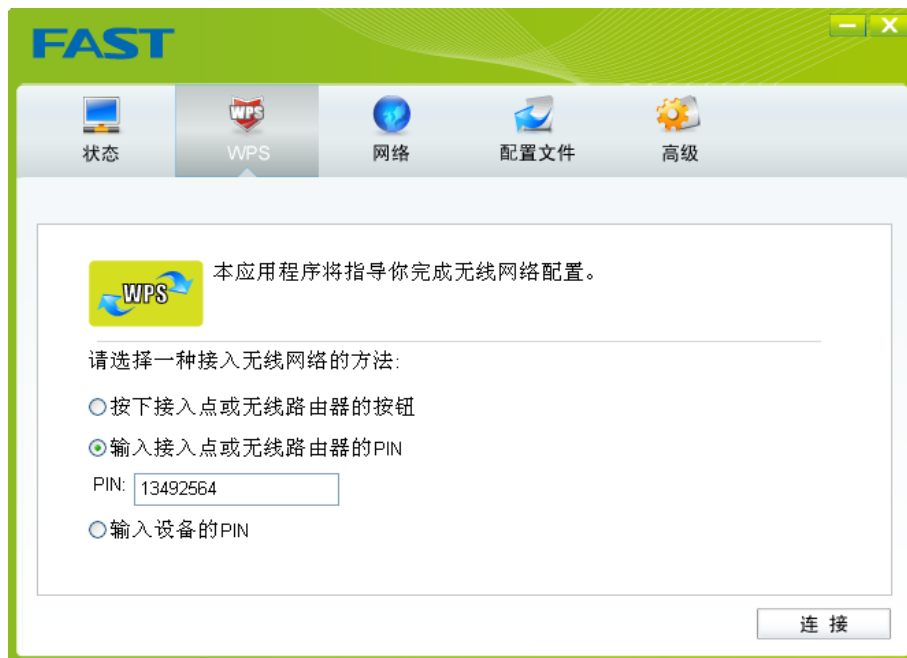 FAST
状态
WPS
WPS
网络
配置文件
高级
WPS
本应用程序将指导你完成无线网络配置。
请选择一种接入无线网络的方法:
按下接入点或无线路由器的按钮
输入接入点或无线路由器的PIN
PIN: 13492564
输入设备的PIN
连 接